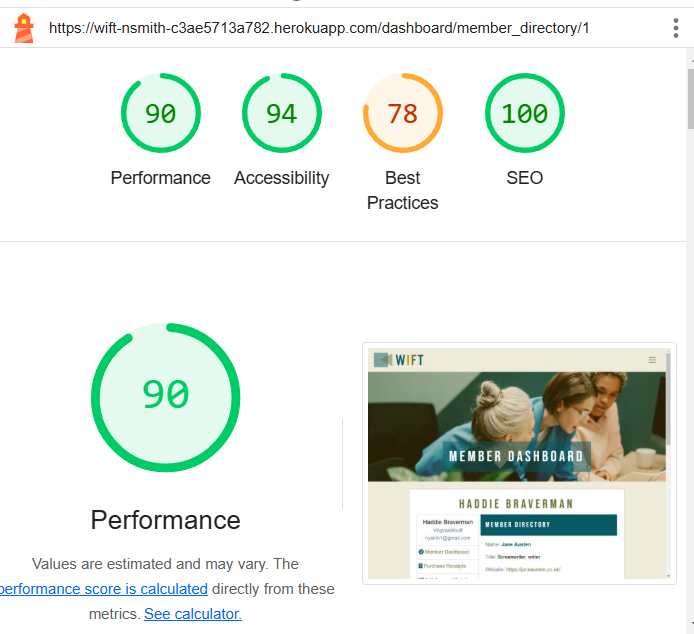 https://wift-nsmith-c3ae5713a782.herokuapp.com/dashboard/member_directory/1
90
94
78
100
Performance
Accessibility
Best
Practices
SEO
90
Performance
Values are estimated and may vary. The
performance score is calculated directly from these
metrics. See calculator.
WIFT
MEMBER DASHBOARD
HADDIE BRAVERMAN
Haddie Braverman
VirginiaWoolf
hyanih1@gmail.com
Member Dashboard
Purchase Receipts
MEMBER DIRECTORY
Name: Jane Austen
Title: Screenwriter, writer
Website: https://janeausten.co.uk/